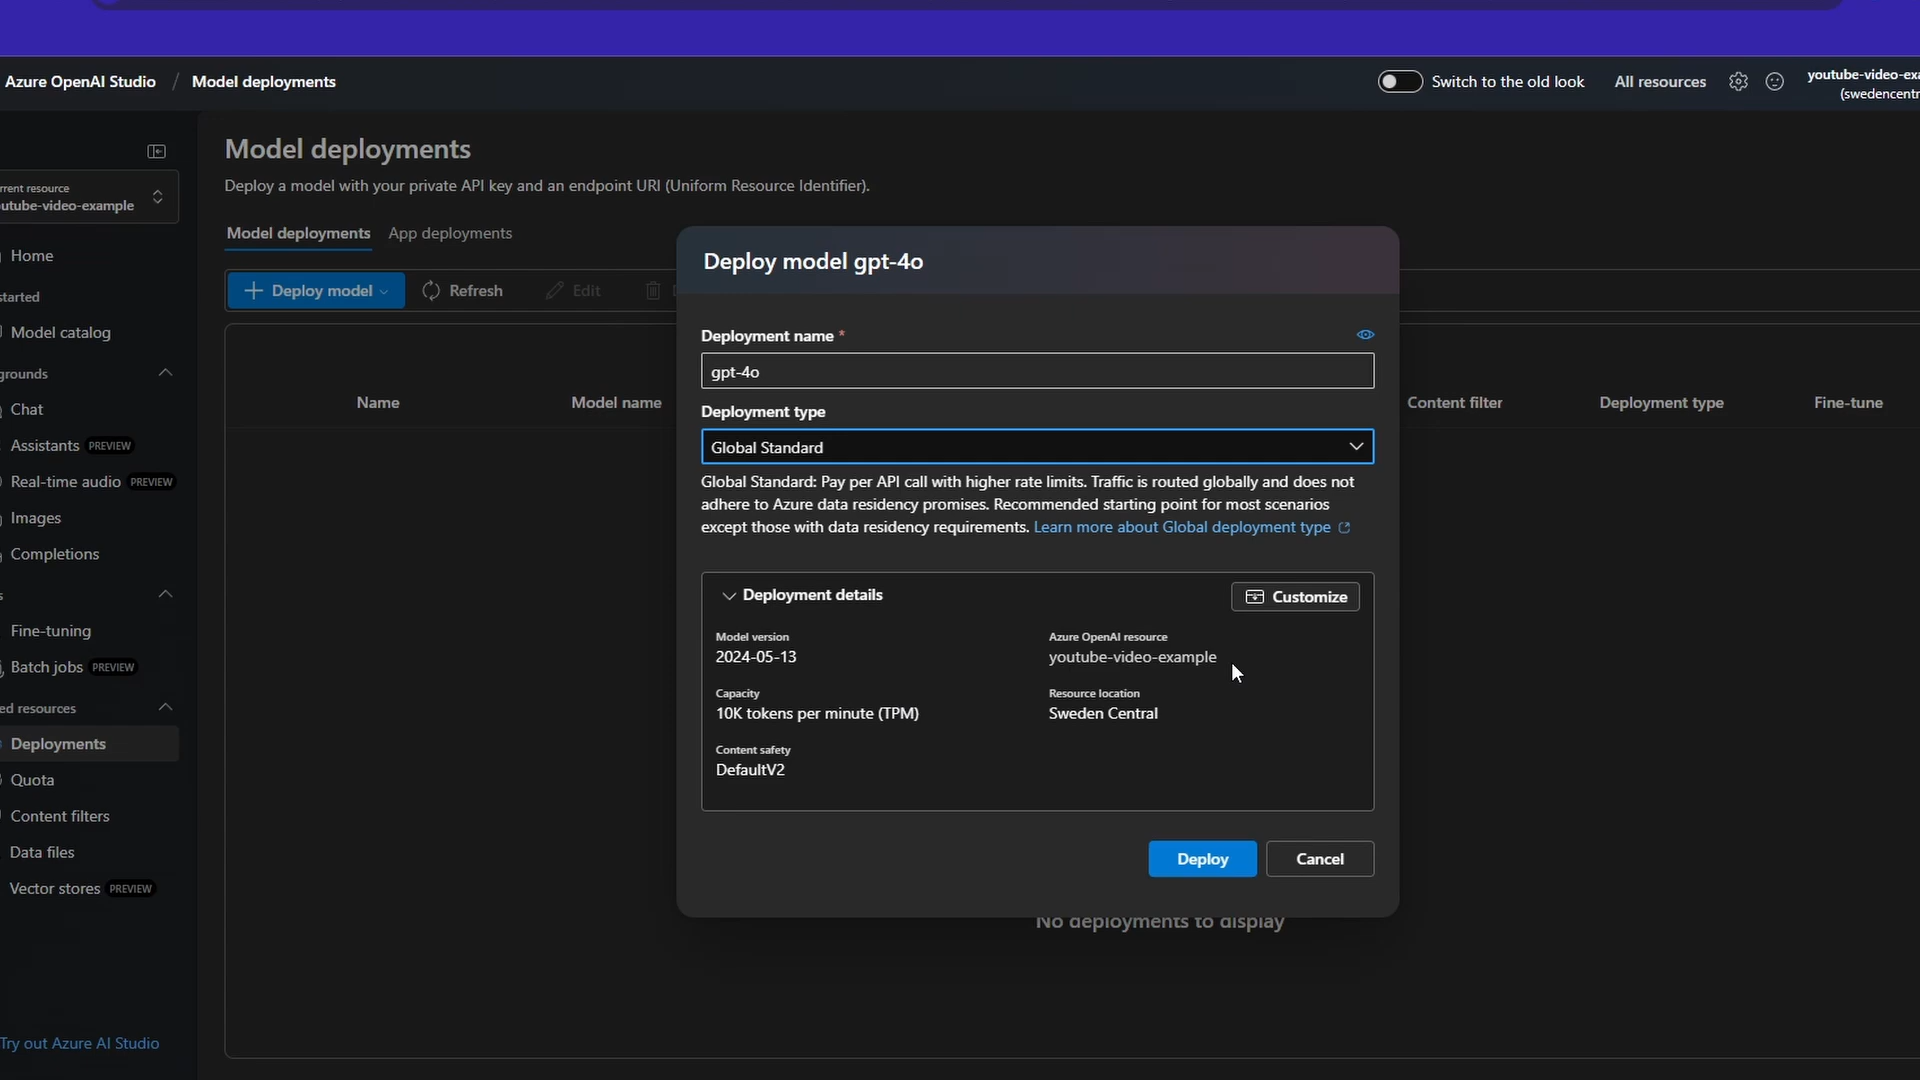 Azure OpenAI Studio / Model deployments
Switch to the old look
All resources
youtube-video-exa
(swedencentr
Model deployments
Deploy a model with your private API key and an endpoint URI (Uniform Resource Identifier).
rrent resource
outube-video-example
Model deployments
App deployments
Home
Deploy model
Refresh
Edit
started
Model catalog
grounds
Chat
Assistants PREVIEW
Real-time audio PREVIEW
Images
Completions
s
Fine-tuning
Batch jobs PREVIEW
ed resources
Deployments
Quota
Content filters
Data files
Vector stores PREVIEW
Try out Azure AI Studio
Name
Model name
Content filter
Deployment type
Fine-tune
Deploy model gpt-4o
Deployment name *
gpt-4o
Deployment type
Global Standard
Global Standard: Pay per API call with higher rate limits. Traffic is routed globally and does not
adhere to Azure data residency promises. Recommended starting point for most scenarios
except those with data residency requirements. Learn more about Global deployment type
Deployment details
Customize
Model version
2024-05-13
Azure OpenAI resource
youtube-video-example
Capacity
10K tokens per minute (TPM)
Resource location
Sweden Central
Content safety
DefaultV2
Deploy
Cancel
No deployments to display